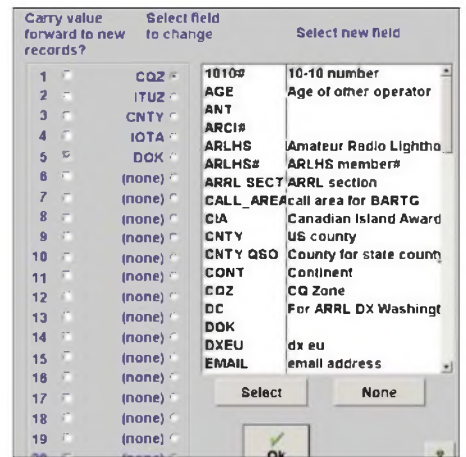 Carry value forward to new records?
Select field to change
Select new field
1 CQZ
2 ITUZ
3 CNTY
4 IOTA
5 DOK
6 (none)
7 (none)
8 (none)
9 (none)
10 (none)
11 (none)
12 (none)
13 (none)
14 (none)
15 (none)
16 (none)
17 (none)
18 (none)
19 (none)
1010# 10-10 number
AGE Age of other operator
ANT
ARCI#
ARLHS Amateur Radio Lightho
ARLHS# ARLHS member#
ARRL SECT ARRL section
CALL_AREA call area for BARTG
CIA Canadian Island Award
CNTY US county
CNTY QSO County for state county
CONT Continent
CQZ CQ Zone
DC For ARRL DX Washingt
DOK
DXEU dx eu
EMAIL email address
Select
None
Ok